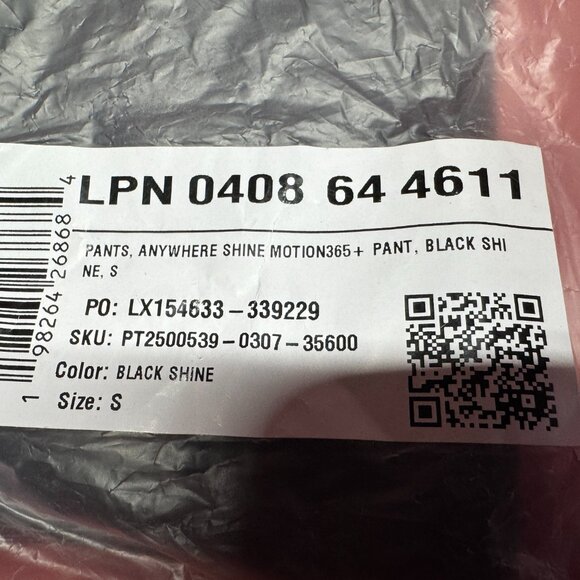 LPN 0408 64 4611
PANTS, ANYWHERE SHINE MOTION365+ PANT, BLACK SHI
NE, S
PO: LX154633-339229
SKU: PT2500539-0307-35600
Color: BLACK SHINE
Size: S
1 98264 26868 4